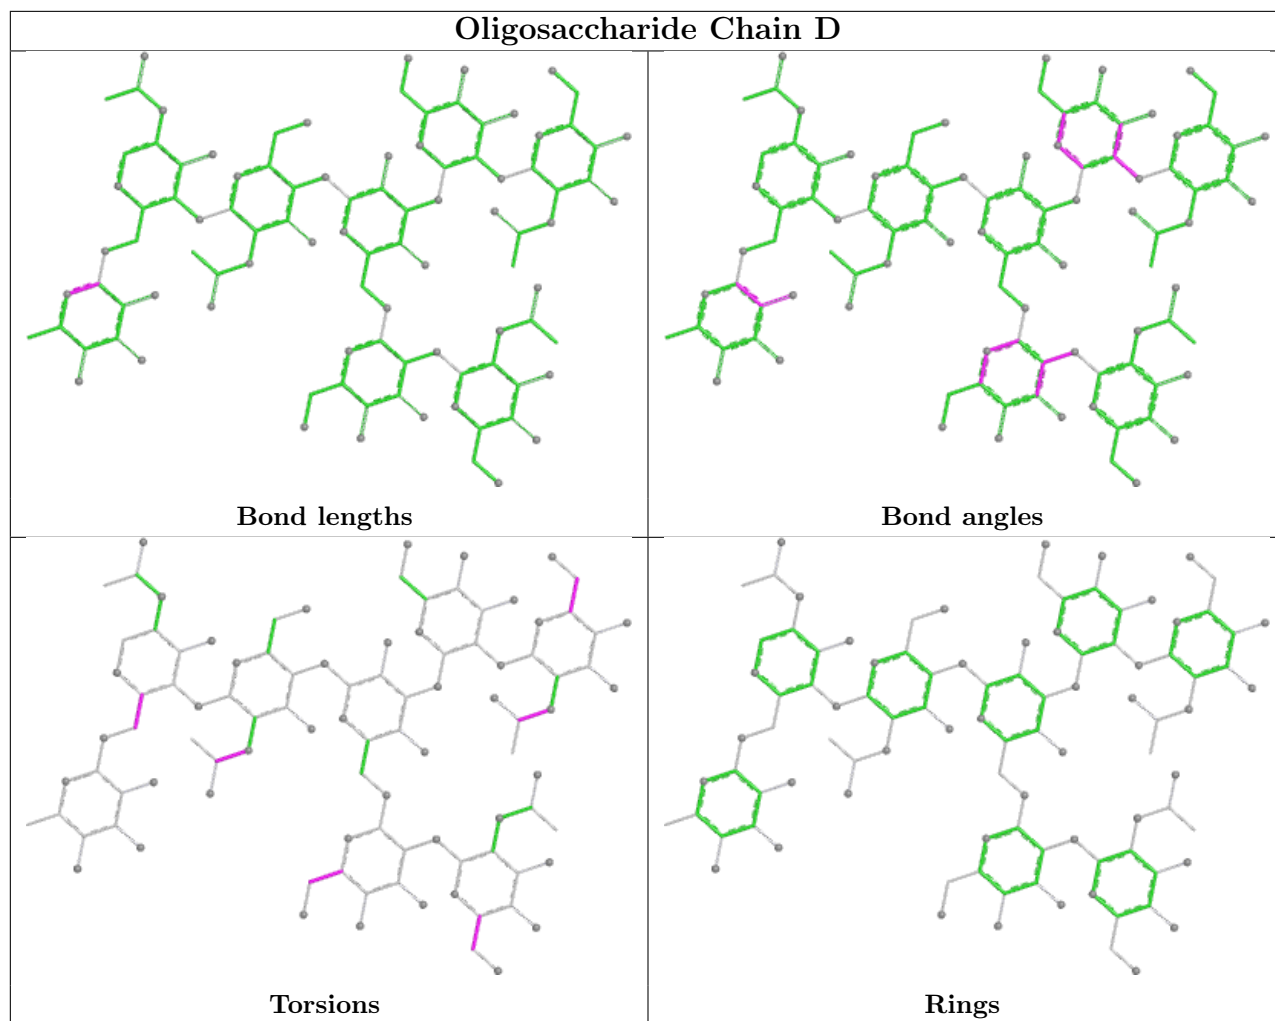 Oligosaccharide Chain D
Bond lengths
Bond angles
Torsions
Rings